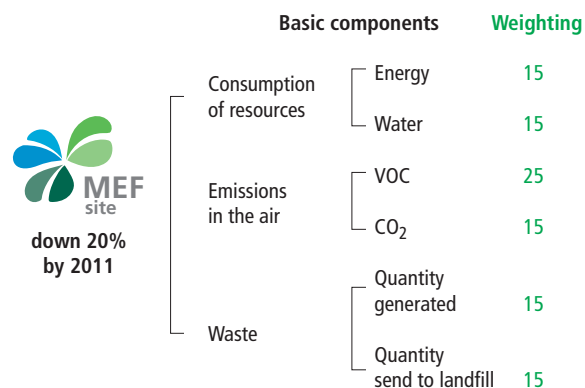 Basic components Weighting
Consumption
of resources
Energy 15
Water 15
MEF
site
down 20%
by 2011
Emissions
in the air
VOC 25
CO2 15
Waste
Quantity
generated 15
Quantity
send to landfill 15